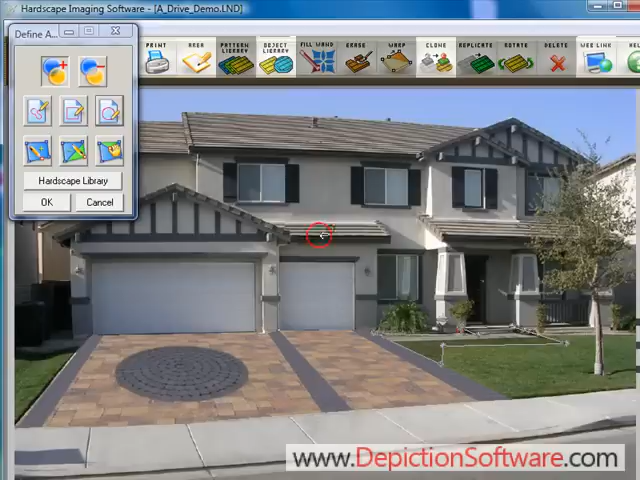 Hardscape Imaging Software - [A_Drive_Demo.LND]
Define A...
PRINT
AREA
PATTERN LIBRARY
OBJECT LIBRARY
FILL WAND
ERASE
WARP
CLONE
REPLICATE
ROTATE
DELETE
WEB LINK
Hardscape Library
OK
Cancel
www.DepictionSoftware.com